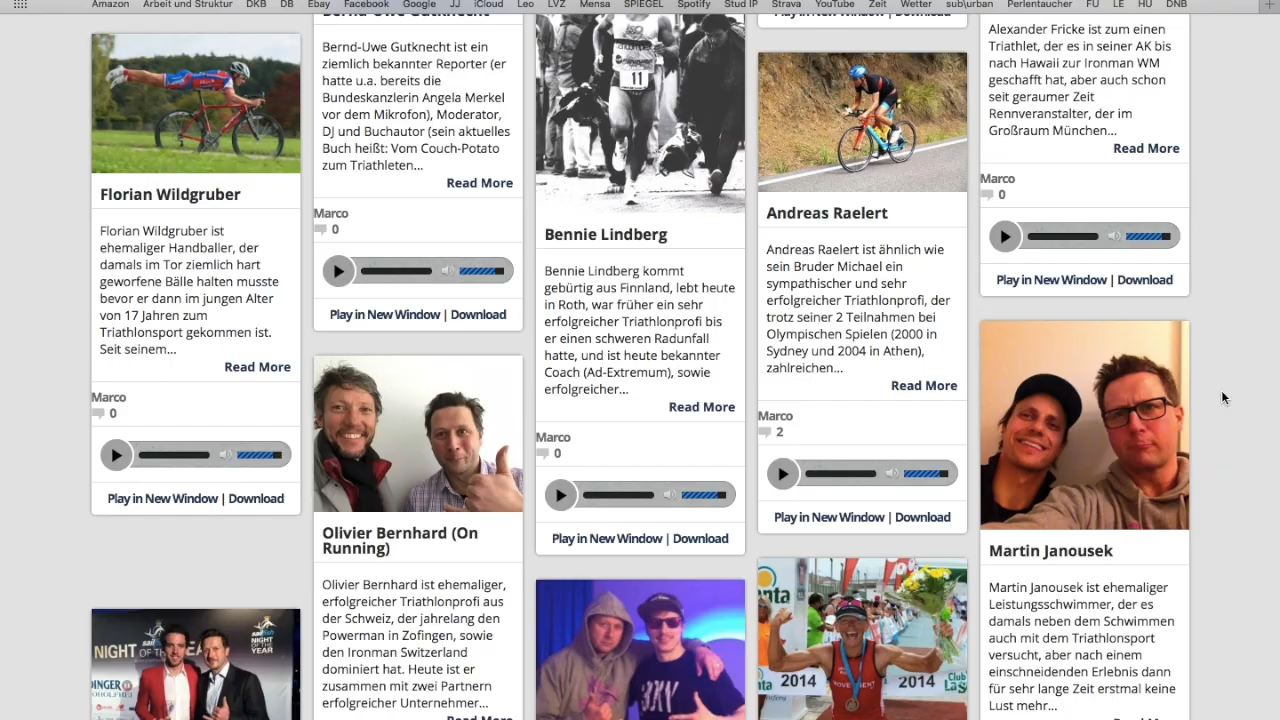 Amazon Arbeit und Struktur DKB DB Ebay Facebook Google JJ iCloud Leo LVZ Mensa SPIEGEL Spotify Stud IP Strava YouTube Zeit Wetter sub\urban Perlentaucher FU LE HU DNB
Florian Wildgruber
Florian Wildgruber ist
ehemaliger Handballer, der
damals im Tor ziemlich hart
geworfene Bälle halten musste
bevor er dann im jungen Alter
von 17 Jahren zum
Triathlonsport gekommen ist.
Seit seinem...
Read More
Marco
0
Play in New Window | Download
NIGHT OF THE
NIGHT OF THE
YEAR
Bernd-Uwe Gutknecht
Bernd-Uwe Gutknecht ist ein
ziemlich bekannter Reporter (er
hatte u.a. bereits die
Bundeskanzlerin Angela Merkel
vor dem Mikrofon), Moderator,
DJ und Buchautor (sein aktuelles
Buch heißt: Vom Couch-Potato
zum Triathleten...
Read More
Marco
0
Play in New Window | Download
Olivier Bernhard (On
Running)
Olivier Bernhard ist ehemaliger,
erfolgreicher Triathlonprofi aus
der Schweiz, der jahrelang den
Powerman in Zofingen, sowie
den Ironman Switzerland
dominiert hat. Heute ist er
zusammen mit zwei Partnern
erfolgreicher Unternehmer...
Read More
11
Bennie Lindberg
Bennie Lindberg kommt
gebürtig aus Finnland, lebt heute
in Roth, war früher ein sehr
erfolgreicher Triathlonprofi bis
er einen schweren Radunfall
hatte, und ist heute bekannter
Coach (Ad-Extremum), sowie
erfolgreicher...
Read More
Marco
0
Play in New Window | Download
Andreas Raelert
Andreas Raelert ist ähnlich wie
sein Bruder Michael ein
sympathischer und sehr
erfolgreicher Triathlonprofi, der
trotz seiner 2 Teilnahmen bei
Olympischen Spielen (2000 in
Sydney und 2004 in Athen),
zahlreichen...
Read More
Marco
2
Play in New Window | Download
2014
2014
Club
Alexander Fricke ist zum einen
Triathlet, der es in seiner AK bis
nach Hawaii zur Ironman WM
geschafft hat, aber auch schon
seit geraumer Zeit
Rennveranstalter, der im
Großraum München...
Read More
Marco
0
Play in New Window | Download
Martin Janousek
Martin Janousek ist ehemaliger
Leistungsschwimmer, der es
damals neben dem Schwimmen
auch mit dem Triathlonsport
versucht, aber nach einem
einschneidenden Erlebnis dann
für sehr lange Zeit erstmal keine
Lust mehr...